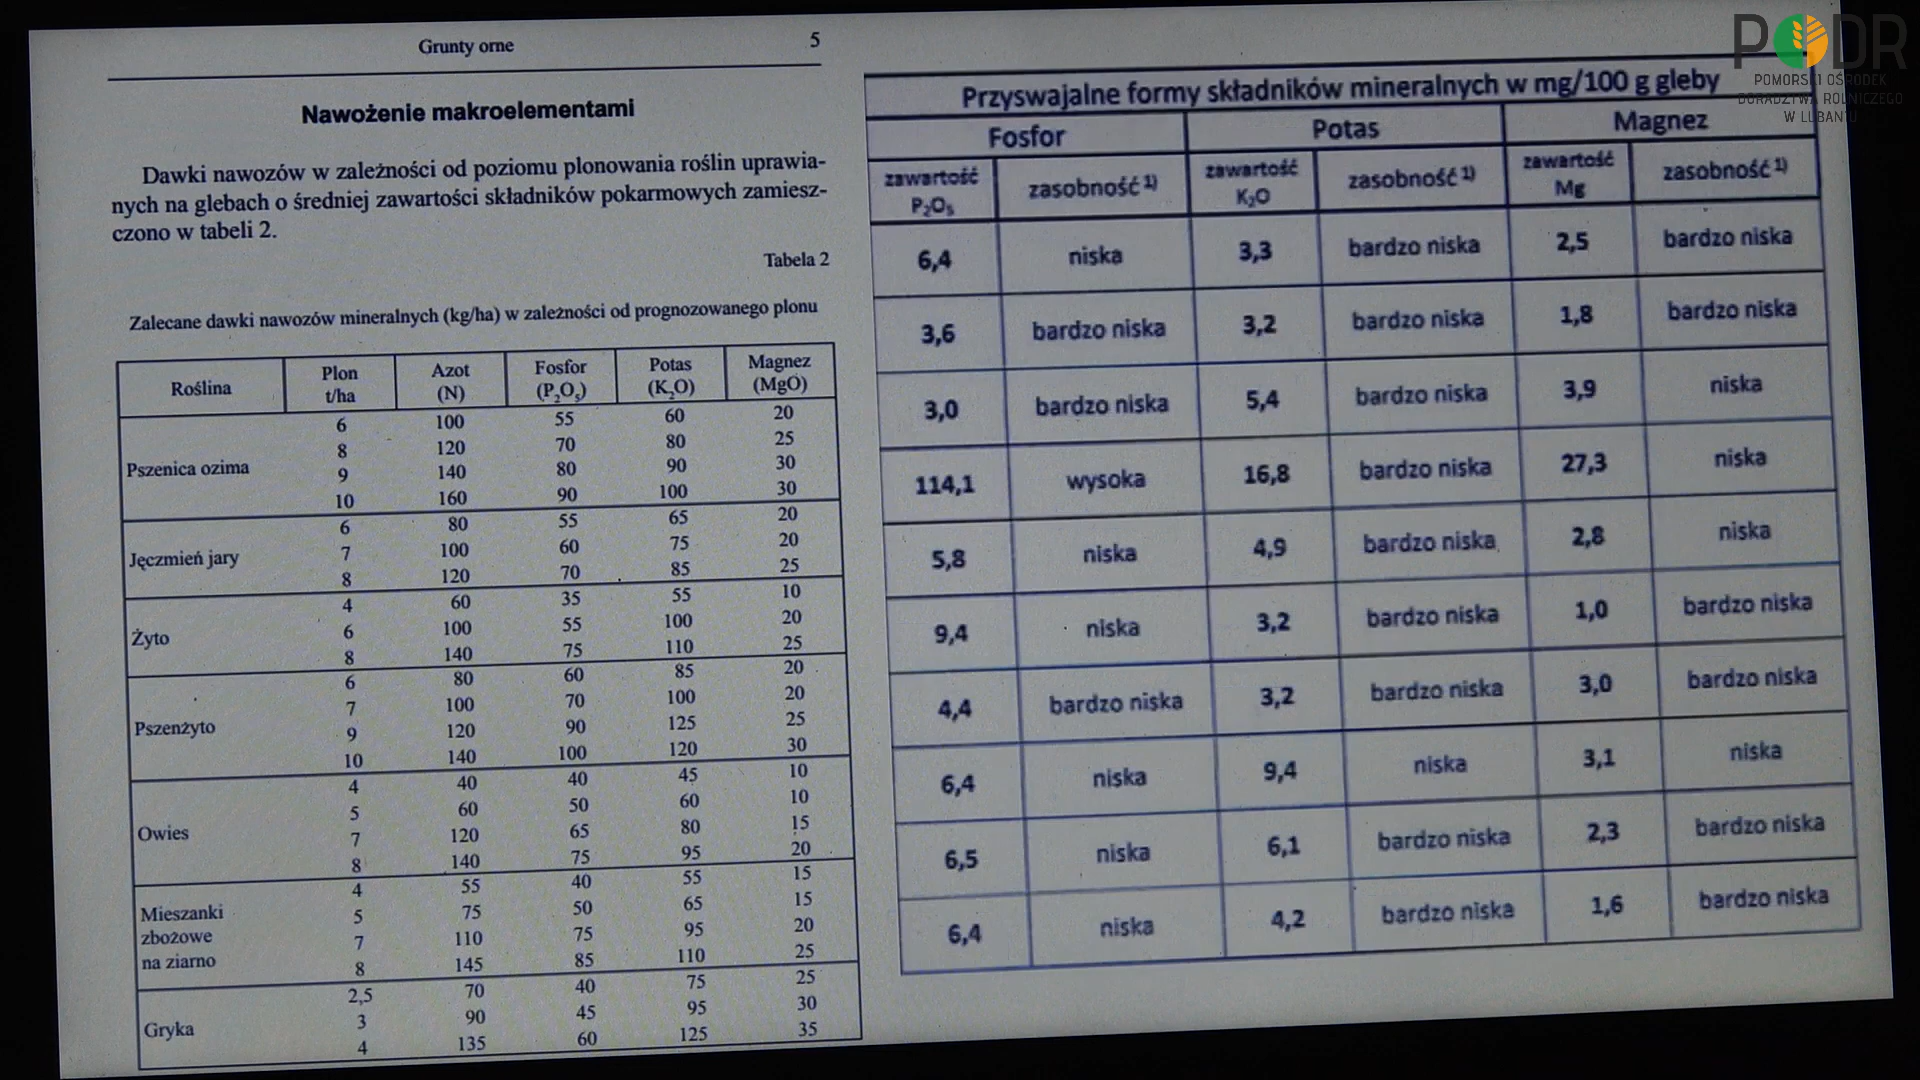 Grunty orne 5
Nawożenie makroelementami
Dawki nawozów w zależności od poziomu plonowania roślin uprawia-
nych na glebach o średniej zawartości składników pokarmowych zamiesz-
czono w tabeli 2.
Tabela 2
Zalecane dawki nawozów mineralnych (kg/ha) w zależności od prognozowanego plonu
Roślina Plon t/ha Azot (N) Fosfor (P₂O₅) Potas (K₂O) Magnez (MgO)
Pszenica ozima
6 100 55 60 20
8 120 70 80 25
9 140 80 90 30
10 160 90 100 30
Jęczmień jary
6 80 55 65 20
7 100 60 75 20
8 120 70 85 25
Żyto
4 60 35 55 10
6 100 55 100 20
8 140 75 110 25
Pszenżyto
6 80 60 85 20
7 100 70 100 20
9 120 90 125 25
10 140 100 120 30
Owies
4 40 40 45 10
5 60 50 60 10
7 120 65 80 15
8 140 75 95 20
Mieszanki
zbożowe
na ziarno
4 55 40 55 15
5 75 50 65 15
7 110 75 95 20
8 145 85 110 25
Gryka
2,5 70 40 75 25
3 90 45 95 30
4 135 60 125 35
Przyswajalne formy składników mineralnych w mg/100 g gleby
Fosfor Potas Magnez
zawartość P₂O₅ zasobność¹⁾ zawartość K₂O zasobność¹⁾ zawartość Mg zasobność¹⁾
6,4 niska 3,3 bardzo niska 2,5 bardzo niska
3,6 bardzo niska 3,2 bardzo niska 1,8 bardzo niska
3,0 bardzo niska 5,4 bardzo niska 3,9 niska
114,1 wysoka 16,8 bardzo niska 27,3 niska
5,8 niska 4,9 bardzo niska 2,8 niska
9,4 niska 3,2 bardzo niska 1,0 bardzo niska
4,4 bardzo niska 3,2 bardzo niska 3,0 bardzo niska
6,4 niska 9,4 niska 3,1 niska
6,5 niska 6,1 bardzo niska 2,3 bardzo niska
6,4 niska 4,2 bardzo niska 1,6 bardzo niska
PODR
POMORSKI OŚRODEK
DORADZTWA ROLNICZEGO
W LUBANIU